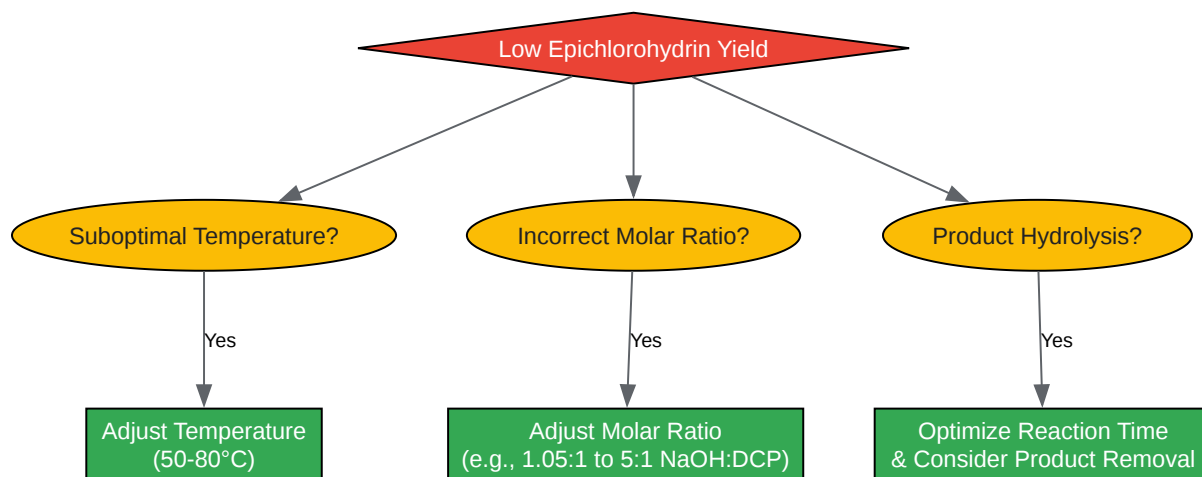 Low Epichlorohydrin Yield
Suboptimal Temperature?
Incorrect Molar Ratio?
Product Hydrolysis?
Yes
Yes
Yes
Adjust Temperature
(50-80°C)
Adjust Molar Ratio
(e.g., 1.05:1 to 5:1 NaOH:DCP)
Optimize Reaction Time
& Consider Product Removal